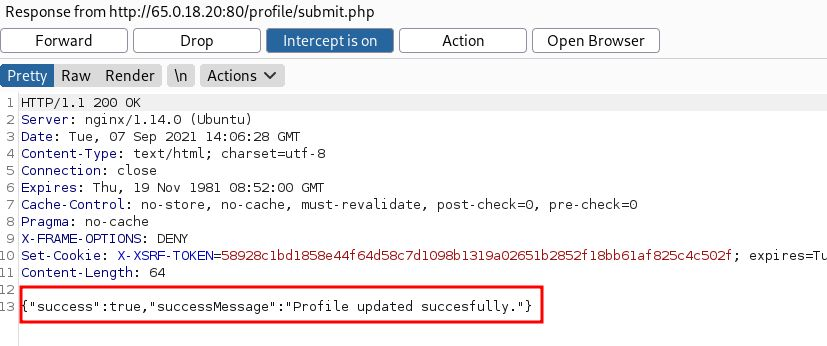 Response from http://65.0.18.20:80/profile/submit.php
Forward Drop Intercept is on Action Open Browser
Pretty Raw Render \n Actions
1 HTTP/1.1 200 OK
2 Server: nginx/1.14.0 (Ubuntu)
3 Date: Tue, 07 Sep 2021 14:06:28 GMT
4 Content-Type: text/html; charset=utf-8
5 Connection: close
6 Expires: Thu, 19 Nov 1981 08:52:00 GMT
7 Cache-Control: no-store, no-cache, must-revalidate, post-check=0, pre-check=0
8 Pragma: no-cache
9 X-FRAME-OPTIONS: DENY
10 Set-Cookie: X-XSRF-TOKEN=58928c1bd1858e44f64d58c7d1098b1319a02651b2852f18bb61af825c4c502f; expires=Tu
11 Content-Length: 64
12
13 {"success":true,"successMessage":"Profile updated succesfully."}